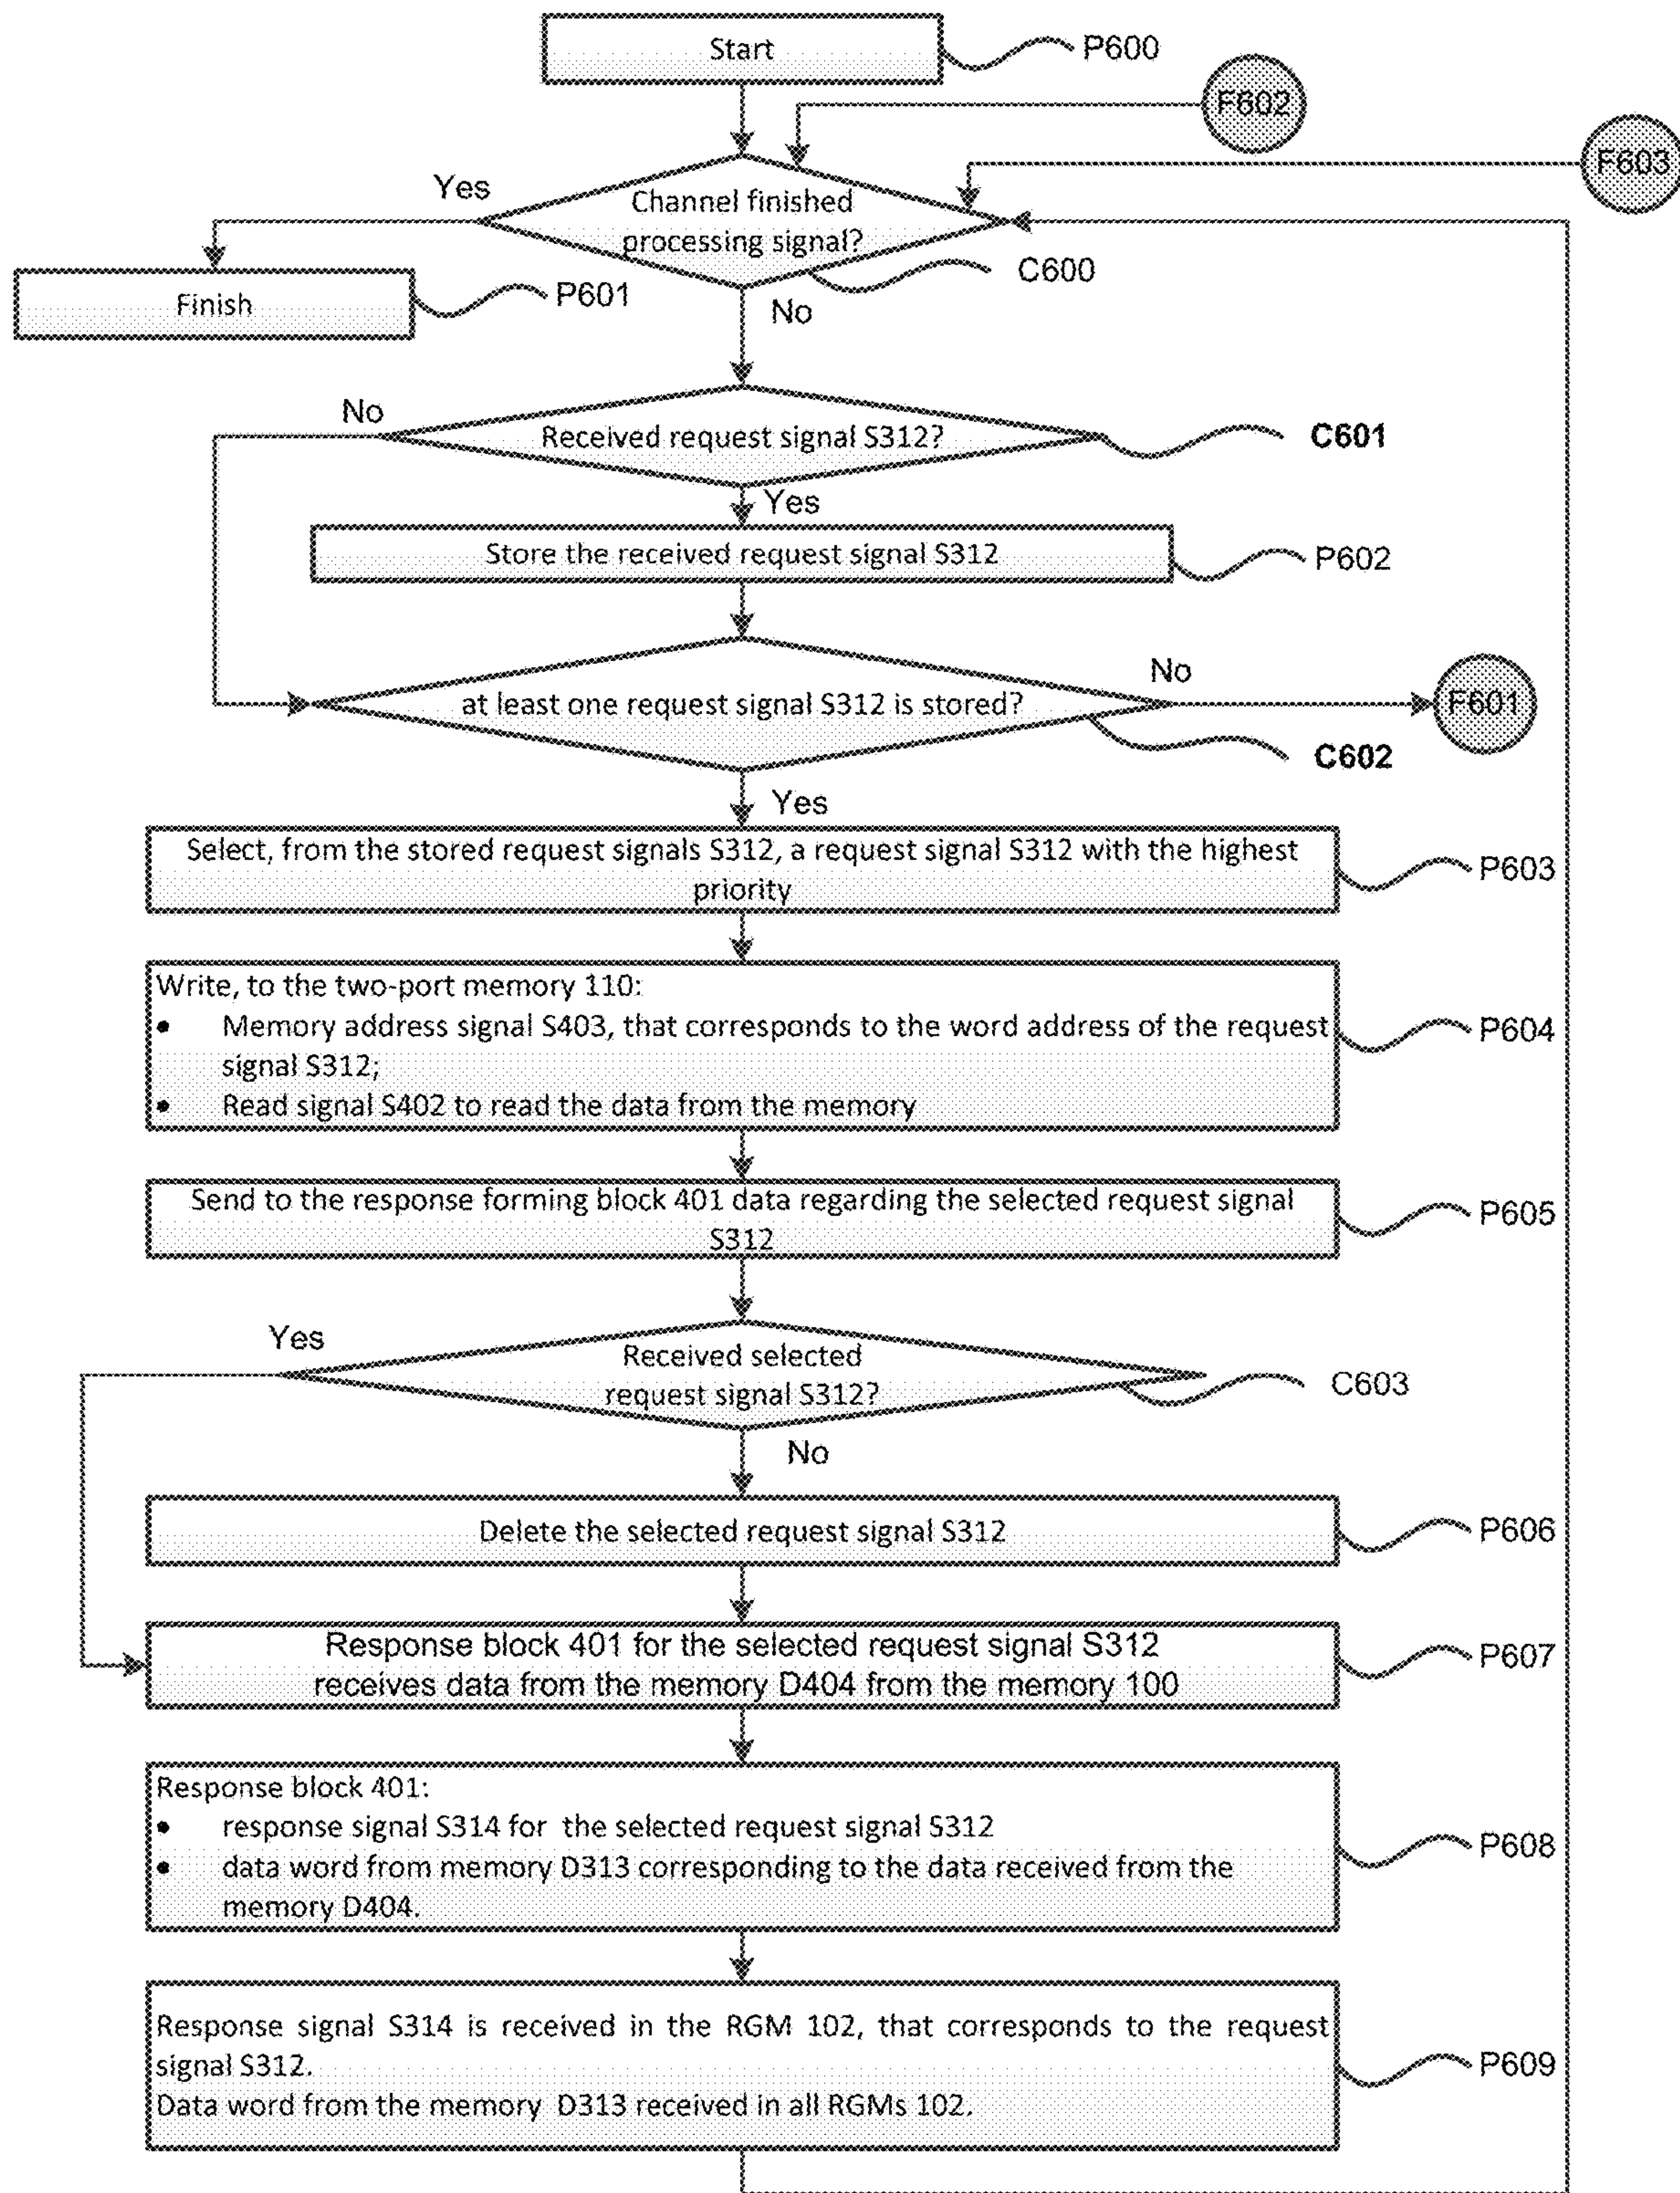 Start
P600
F602
F603
Yes
Channel finished
processing signal?
C600
Finish
P601
No
No
Received request signal S312?
C601
Yes
Store the received request signal S312
P602
No
at least one request signal S312 is stored?
F601
C602
Yes
Select, from the stored request signals S312, a request signal S312 with the highest
priority
P603
Write, to the two-port memory 110:
• Memory address signal S403, that corresponds to the word address of the request
signal S312;
• Read signal S402 to read the data from the memory
P604
Send to the response forming block 401 data regarding the selected request signal
S312
P605
Yes
Received selected
request signal S312?
C603
No
Delete the selected request signal S312
P606
Response block 401 for the selected request signal S312
receives data from the memory D404 from the memory 100
P607
Response block 401:
• response signal S314 for the selected request signal S312
• data word from memory D313 corresponding to the data received from the
memory D404.
P608
Response signal S314 is received in the RGM 102, that corresponds to the request
signal S312.
Data word from the memory D313 received in all RGMs 102.
P609